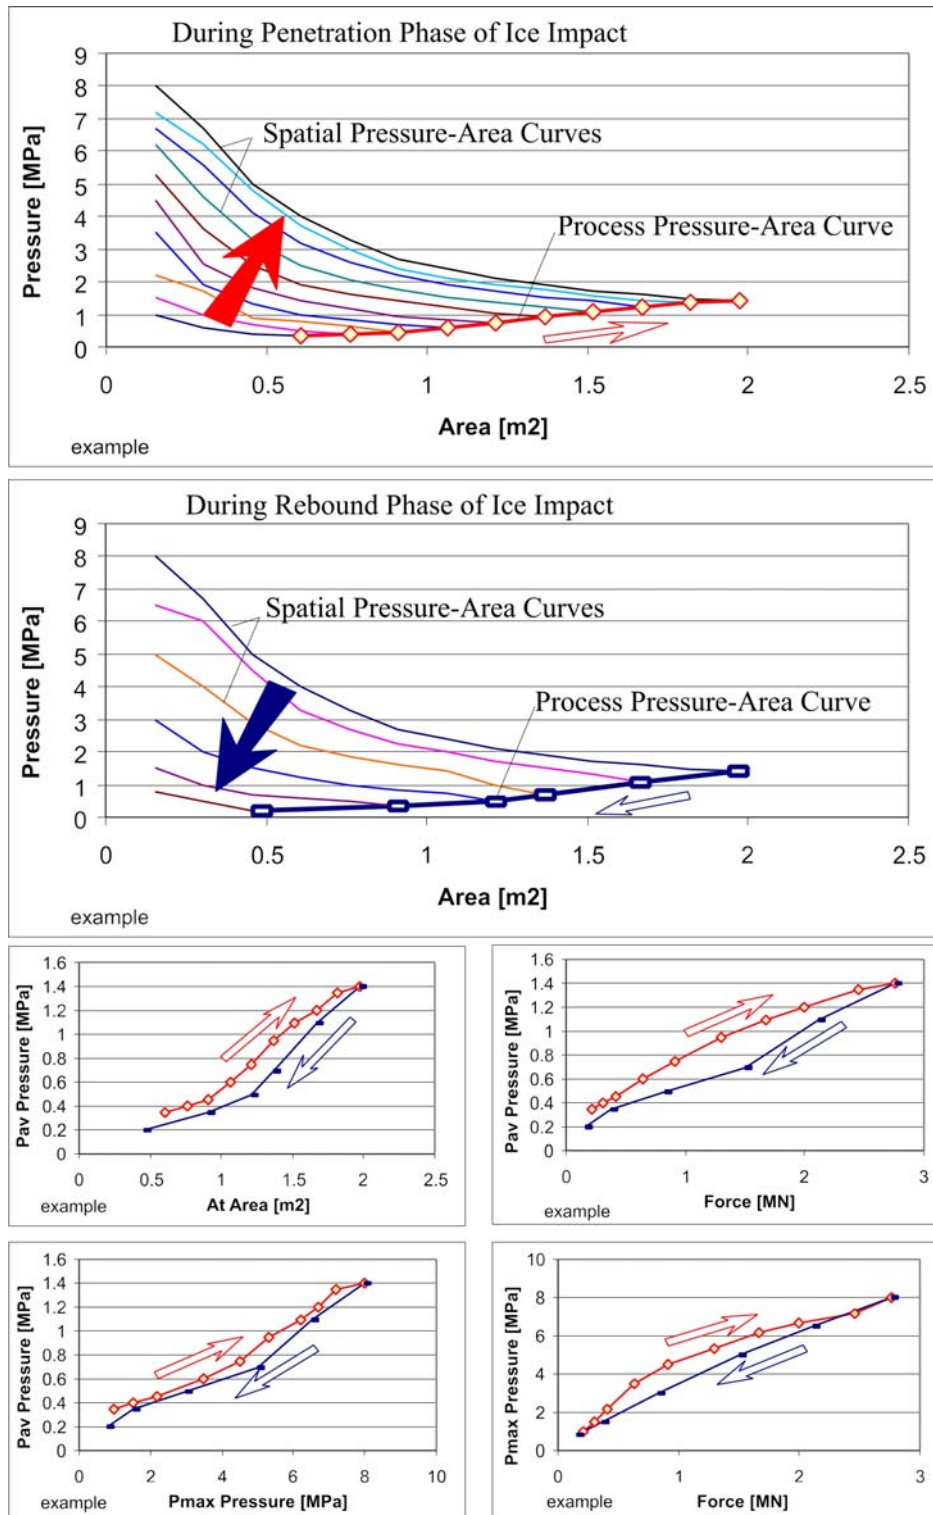 During Penetration Phase of Ice Impact
9
8
7
6
5
4
3
2
1
0
Pressure [MPa]
Spatial Pressure-Area Curves
Process Pressure-Area Curve
0 0.5 1 1.5 2 2.5
Area [m2]
example
During Rebound Phase of Ice Impact
9
8
7
6
5
4
3
2
1
0
Pressure [MPa]
Spatial Pressure-Area Curves
Process Pressure-Area Curve
0 0.5 1 1.5 2 2.5
Area [m2]
example
1.6
1.4
1.2
1
0.8
0.6
0.4
0.2
0
Pav Pressure [MPa]
0 0.5 1 1.5 2 2.5
At Area [m2]
example
1.6
1.4
1.2
1
0.8
0.6
0.4
0.2
0
Pav Pressure [MPa]
0 1 2 3
Force [MN]
example
1.6
1.4
1.2
1
0.8
0.6
0.4
0.2
0
Pav Pressure [MPa]
0 2 4 6 8 10
Pmax Pressure [MPa]
example
10
8
6
4
2
0
Pmax Pressure [MPa]
0 1 2 3
Force [MN]
example